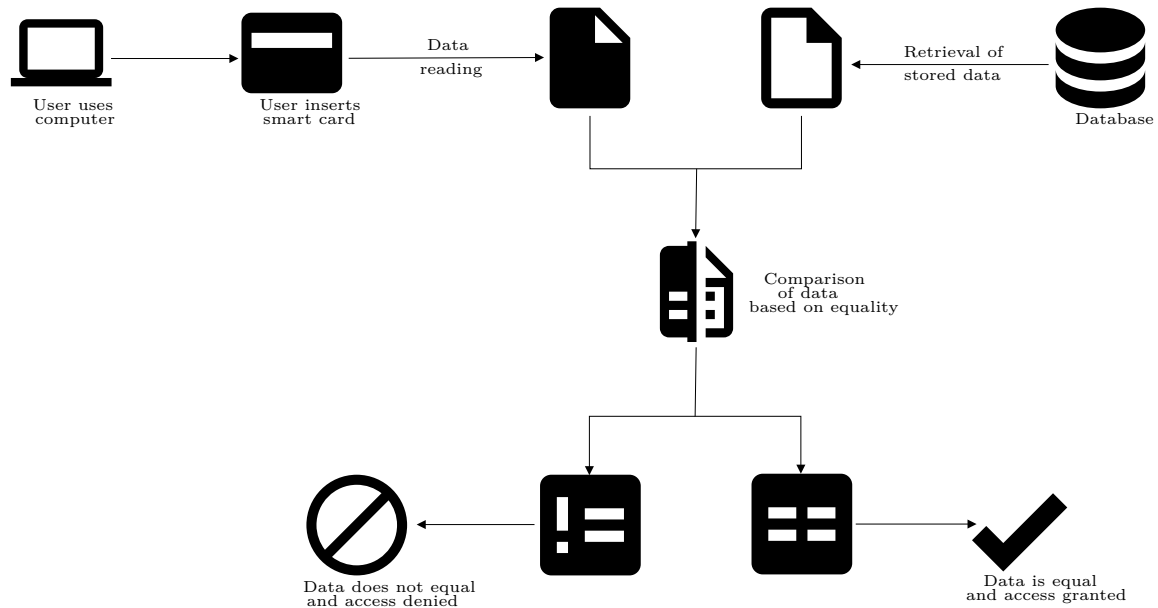 User uses
computer
User inserts
smart card
Data
reading
Retrieval of
stored data
Database
Comparison
of data
based on equality
Data does not equal
and access denied
Data is equal
and access granted